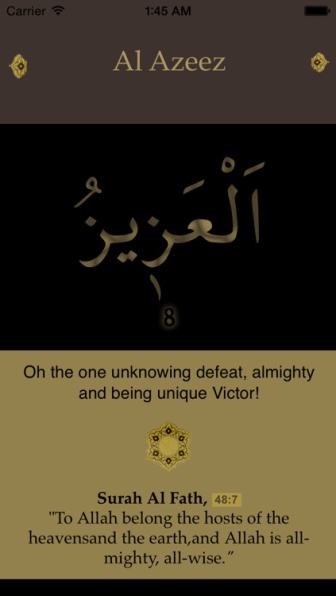 Carrier 1:45 AM
Al Azeez
اَلْعَزِيزُ
8
Oh the one unknowing defeat, almighty
and being unique Victor!
Surah Al Fath, 48:7
"To Allah belong the hosts of the
heavensand the earth,and Allah is all-
mighty, all-wise.”